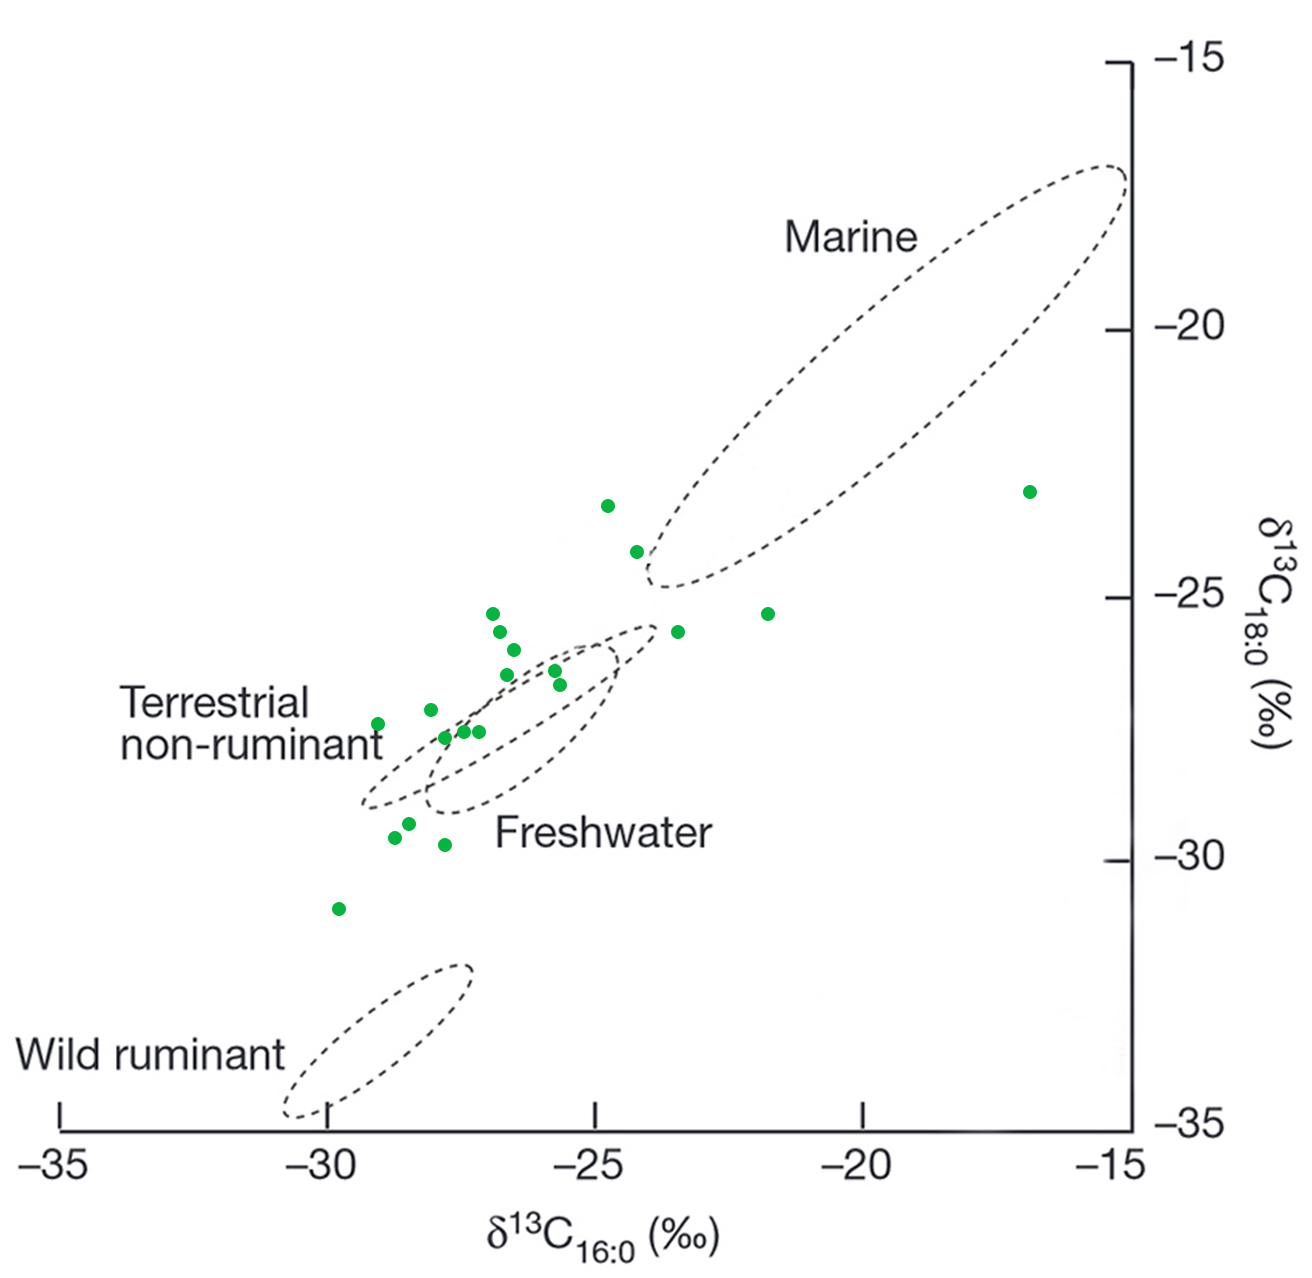 –15
Marine
–20
–25
δ¹³C₁₈:₀ (‰)
Terrestrial
non-ruminant
Freshwater
–30
Wild ruminant
–35
–35 –30 –25 –20 –15
δ¹³C₁₆:₀ (‰)